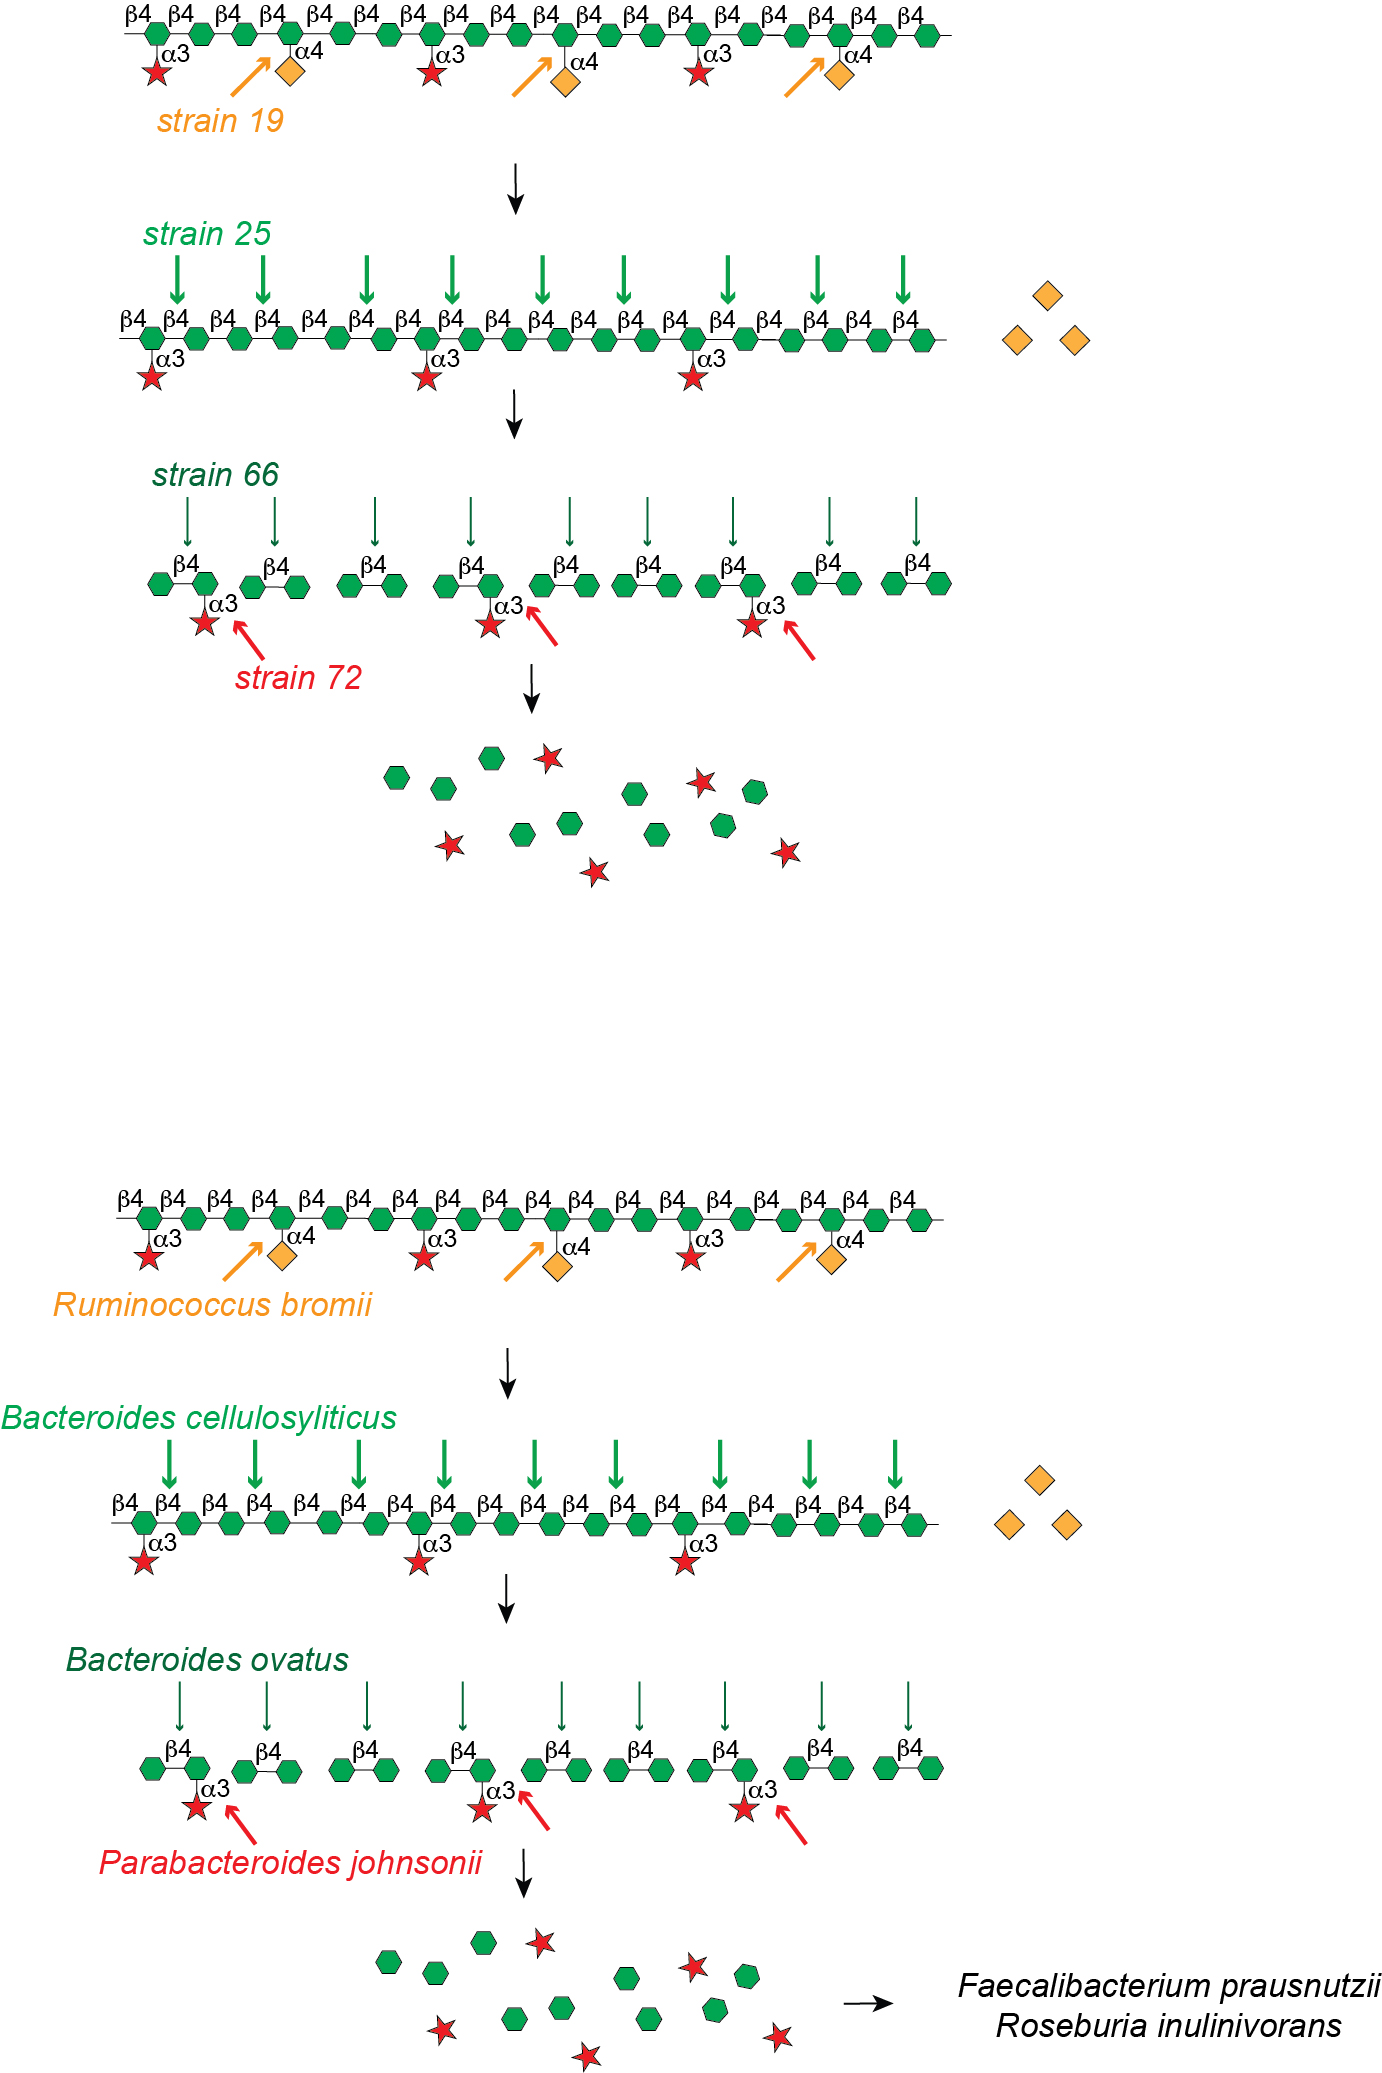 β4 β4 β4 β4 β4 β4 β4 β4 β4 β4 β4 β4 β4 β4 β4 β4 β4 β4
α3 α4 α3 α4 α3 α4
strain 19
strain 25
β4 β4 β4 β4 β4 β4 β4 β4 β4 β4 β4 β4 β4 β4 β4 β4 β4 β4
α3 α3 α3
strain 66
β4 β4 β4 β4 β4 β4 β4 β4 β4
α3 α3 α3
strain 72
β4 β4 β4 β4 β4 β4 β4 β4 β4 β4 β4 β4 β4 β4 β4 β4 β4 β4
α3 α4 α3 α4 α3 α4
Ruminococcus bromii
Bacteroides cellulosyliticus
β4 β4 β4 β4 β4 β4 β4 β4 β4 β4 β4 β4 β4 β4 β4 β4 β4 β4
α3 α3 α3
Bacteroides ovatus
β4 β4 β4 β4 β4 β4 β4 β4 β4
α3 α3 α3
Parabacteroides johnsonii
Faecalibacterium prausnutzii
Roseburia inulinivorans